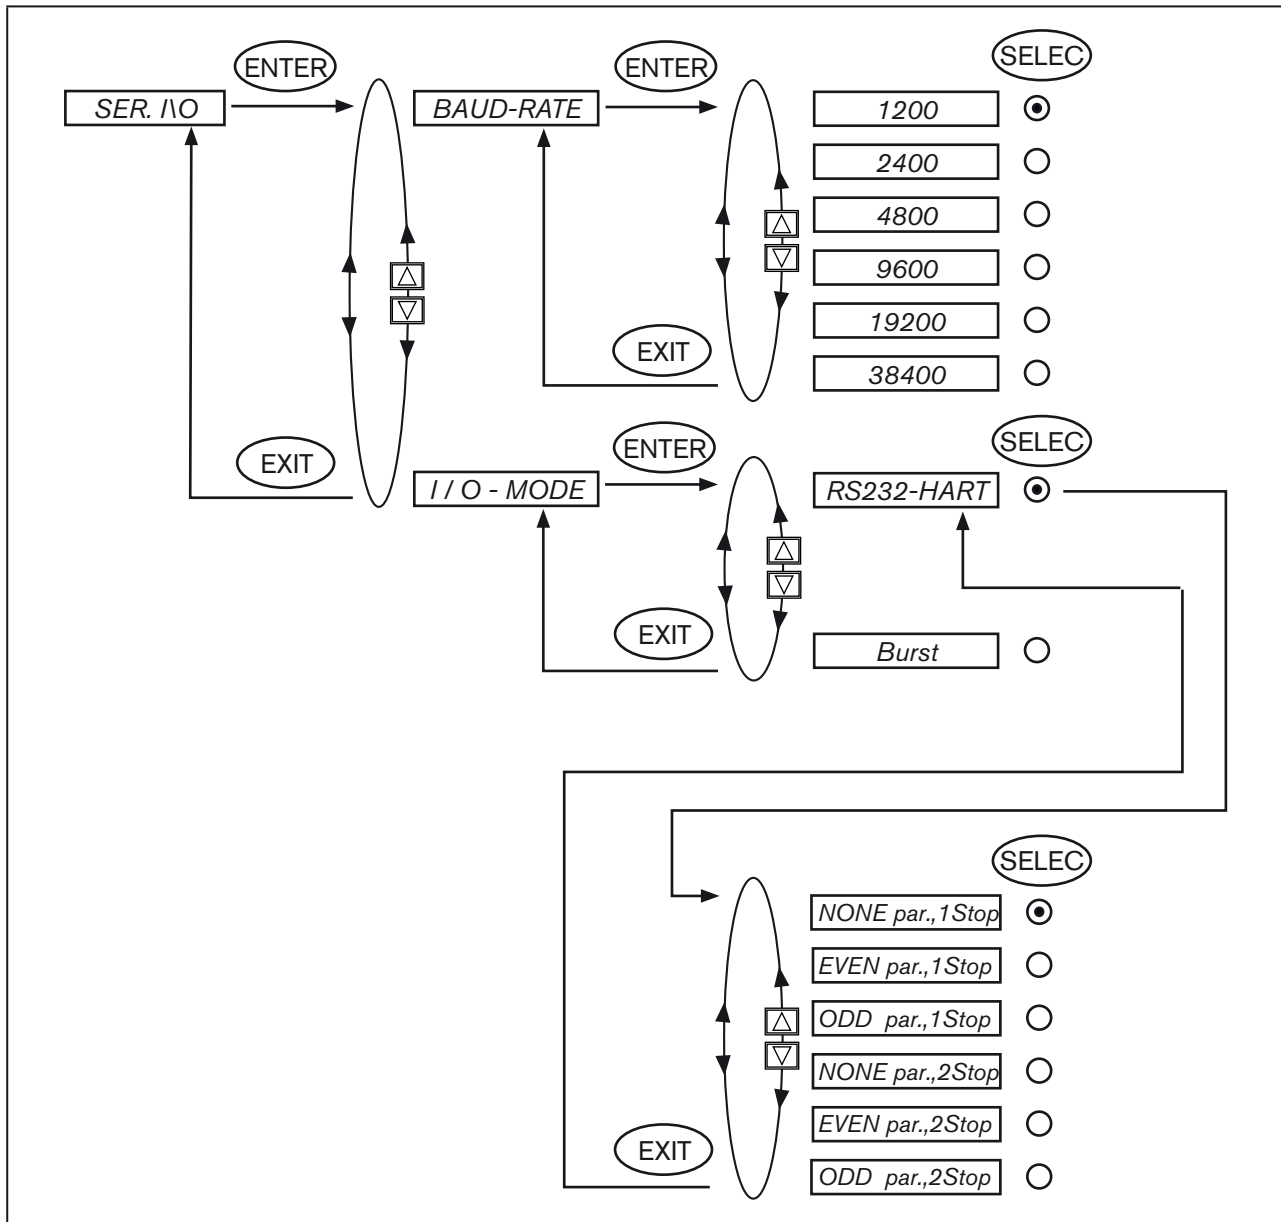 SELEC
ENTER
ENTER
SER. I\O
BAUD-RATE
1200
2400
4800
9600
19200
EXIT
38400
SELEC
ENTER
EXIT
I / O - MODE
RS232-HART
EXIT
Burst
SELEC
NONE par.,1Stop
EVEN par.,1Stop
ODD par.,1Stop
NONE par.,2Stop
EVEN par.,2Stop
EXIT
ODD par.,2Stop